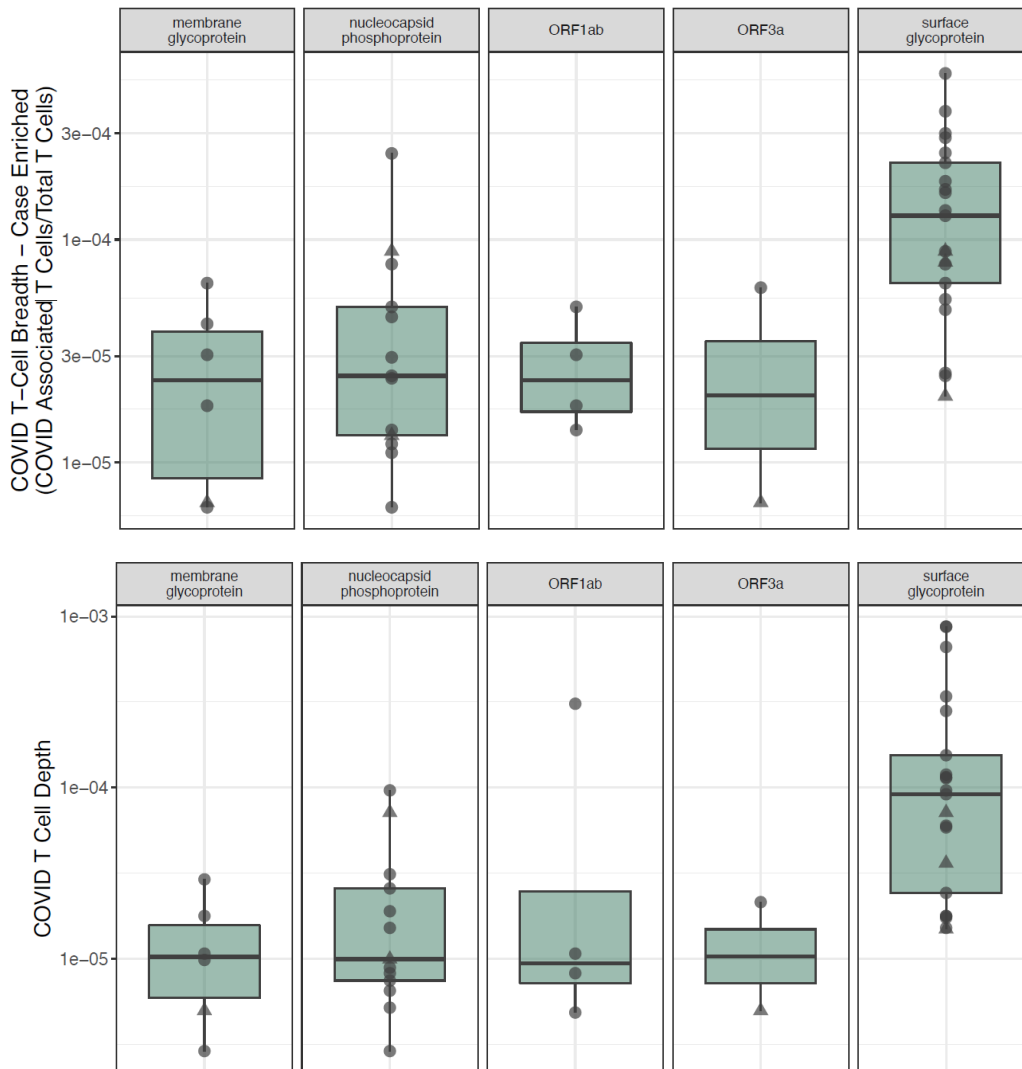 membrane
glycoprotein
nucleocapsid
phosphoprotein
ORF1ab
ORF3a
surface
glycoprotein
COVID T−Cell Breadth − Case Enriched
(COVID Associated T Cells/Total T Cells)
3e−04
1e−04
3e−05
1e−05
membrane
glycoprotein
nucleocapsid
phosphoprotein
ORF1ab
ORF3a
surface
glycoprotein
COVID T Cell Depth
1e−03
1e−04
1e−05